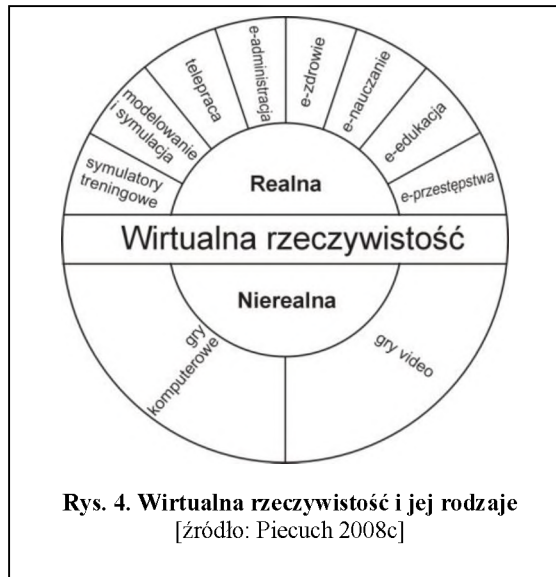 symulatory
treningowe
modelowanie
i symulacja
telepraca
e-administracja
e-zdrowie
e-nauczanie
e-edukacja
e-przestępstwa
Realna
Wirtualna rzeczywistość
Nierealna
gry
komputerowe
gry video
Rys. 4. Wirtualna rzeczywistość i jej rodzaje
[źródło: Piecuch 2008c]